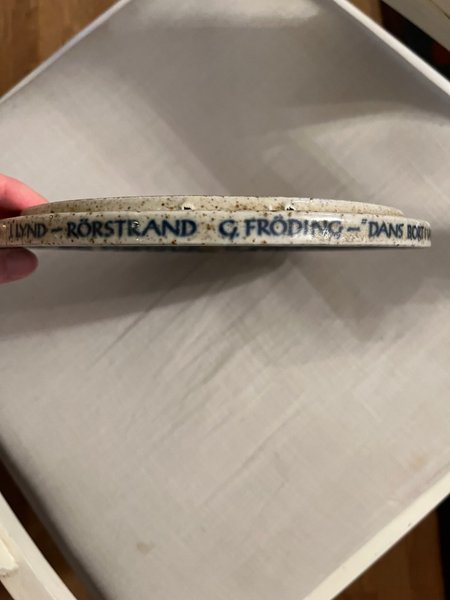 LYND – RÖRSTRAND G. FRÖDING – "DANS BORT